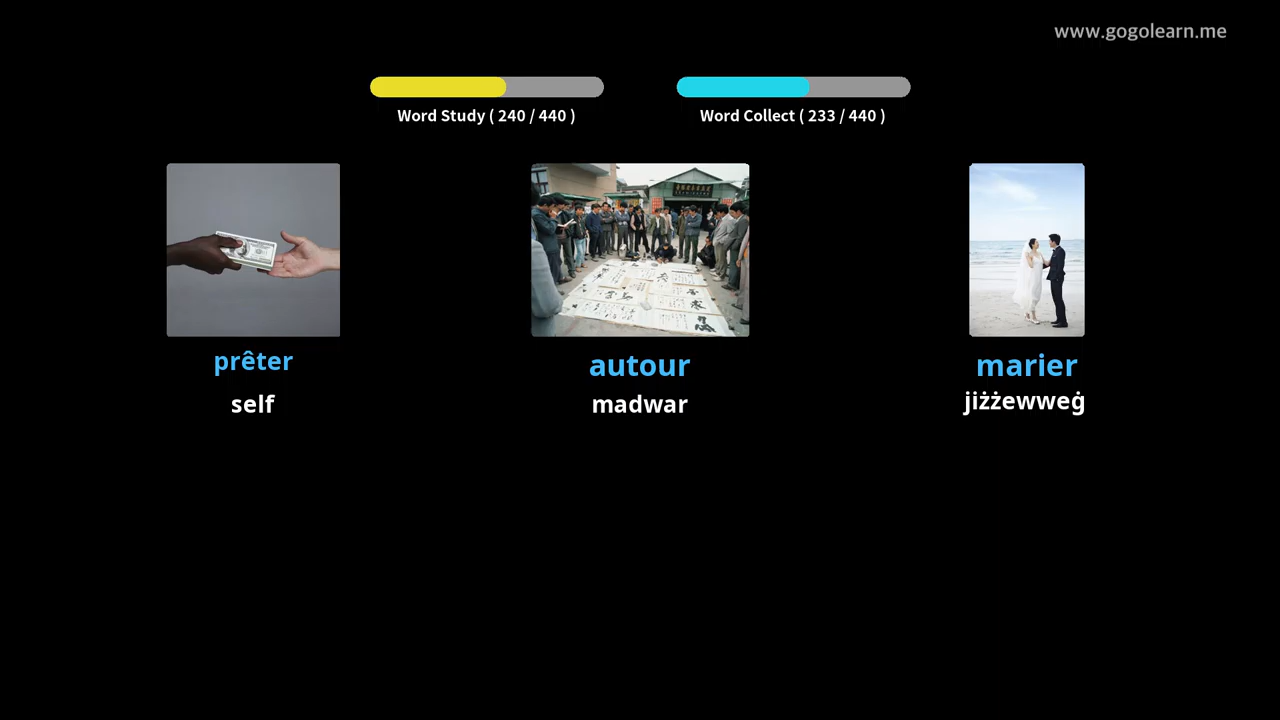 www.gogolearn.me
Word Study ( 240 / 440 )
Word Collect ( 233 / 440 )
prêter
autour
marier
self
madwar
jiżżewweġ